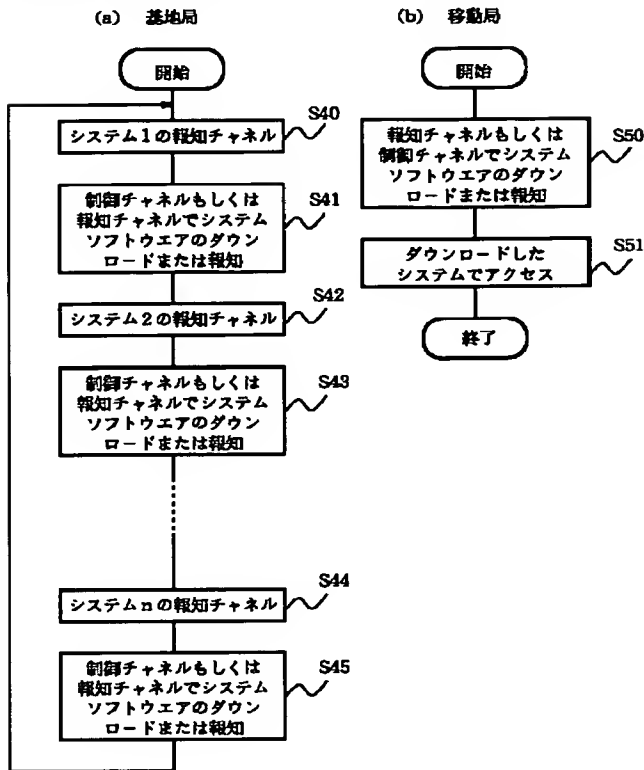 (a) 基地局
開始
システム1の報知チャネル
S40
制御チャネルもしくは
報知チャネルでシステム
ソフトウエアのダウン
ロードまたは報知
S41
システム2の報知チャネル
S42
制御チャネルもしくは
報知チャネルでシステム
ソフトウエアのダウン
ロードまたは報知
S43
システムnの報知チャネル
S44
制御チャネルもしくは
報知チャネルでシステム
ソフトウエアのダウン
ロードまたは報知
S45
(b) 移動局
開始
報知チャンネルもしくは
制御チャンネルでシステム
ソフトウエアのダウン
ロードまたは報知
S50
ダウンロードした
システムでアクセス
S51
終了